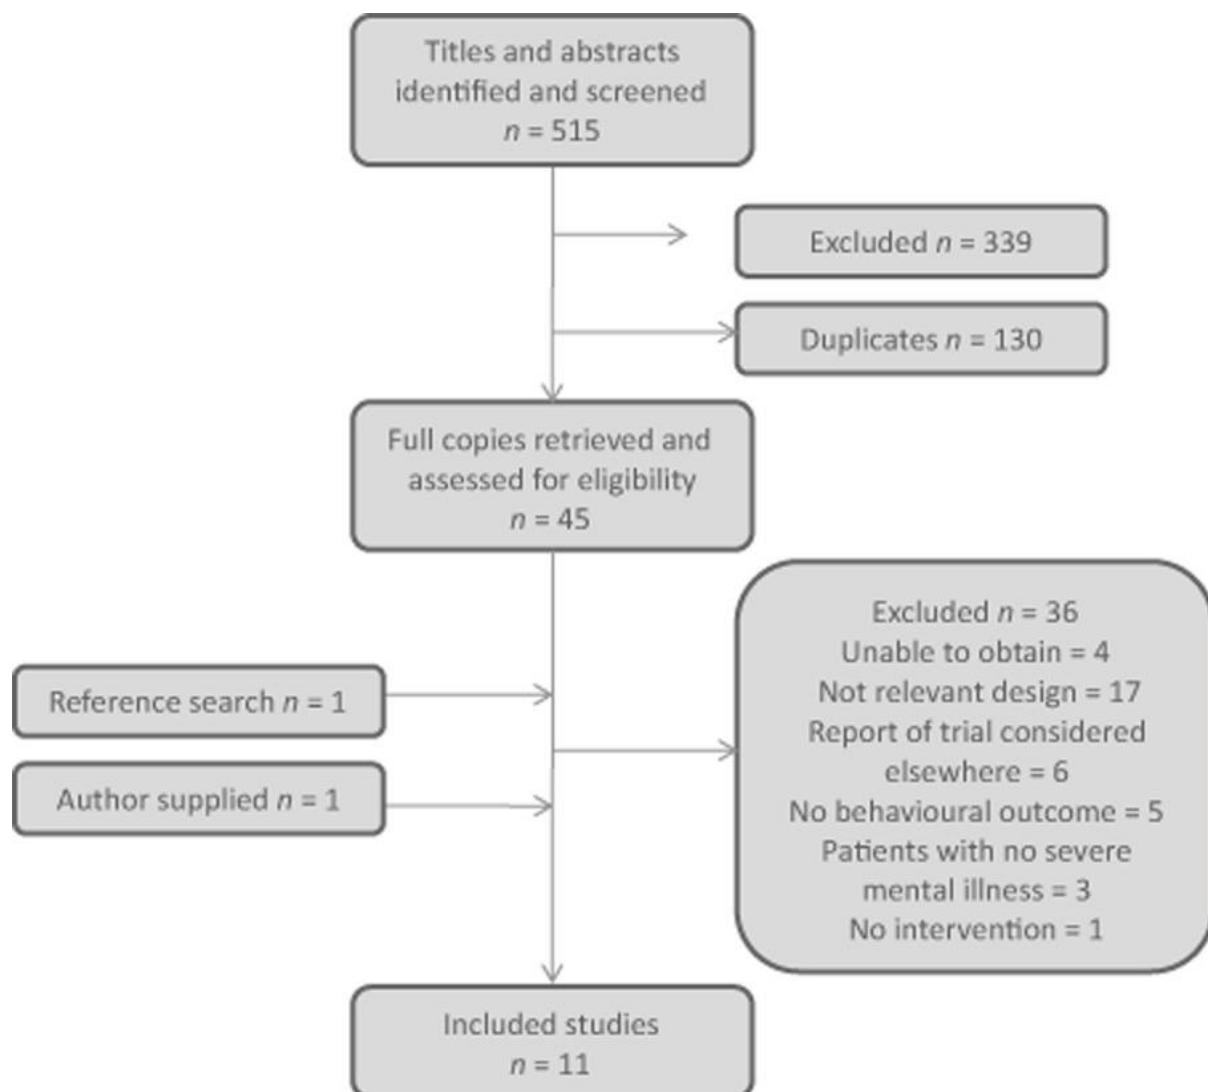 Titles and abstracts
identified and screened
n = 515
Excluded n = 339
Duplicates n = 130
Full copies retrieved and
assessed for eligibility
n = 45
Reference search n = 1
Author supplied n = 1
Excluded n = 36
Unable to obtain = 4
Not relevant design = 17
Report of trial considered
elsewhere = 6
No behavioural outcome = 5
Patients with no severe
mental illness = 3
No intervention = 1
Included studies
n = 11